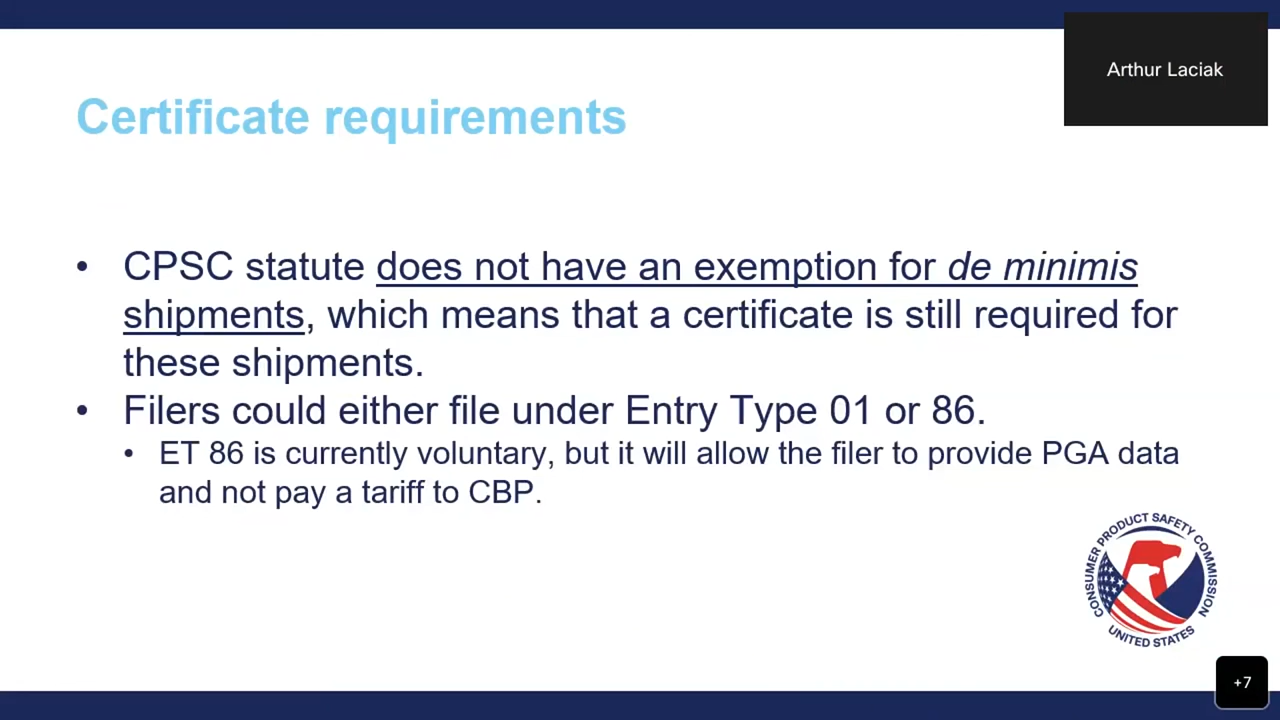 Arthur Laciak
Certificate requirements
• CPSC statute does not have an exemption for de minimis
shipments, which means that a certificate is still required for
these shipments.
• Filers could either file under Entry Type 01 or 86.
• ET 86 is currently voluntary, but it will allow the filer to provide PGA data
and not pay a tariff to CBP.
CONSUMER PRODUCT SAFETY COMMISSION
UNITED STATES
+7